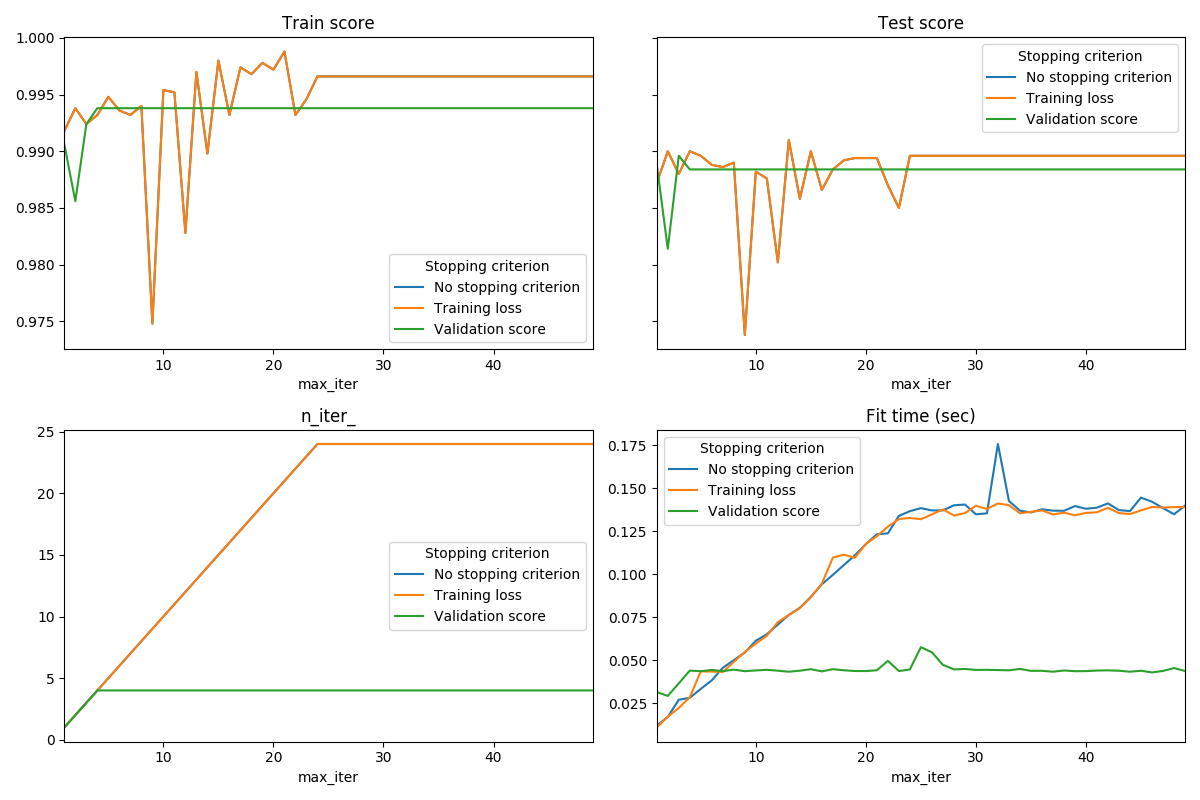 Train score
1.000
0.995
0.990
0.985
0.980
0.975
Stopping criterion
No stopping criterion
Training loss
Validation score
10 20 30 40
max_iter
Test score
Stopping criterion
No stopping criterion
Training loss
Validation score
10 20 30 40
max_iter
n_iter_
25
20
15
10
5
0
Stopping criterion
No stopping criterion
Training loss
Validation score
10 20 30 40
max_iter
Fit time (sec)
0.175
0.150
0.125
0.100
0.075
0.050
0.025
Stopping criterion
No stopping criterion
Training loss
Validation score
10 20 30 40
max_iter